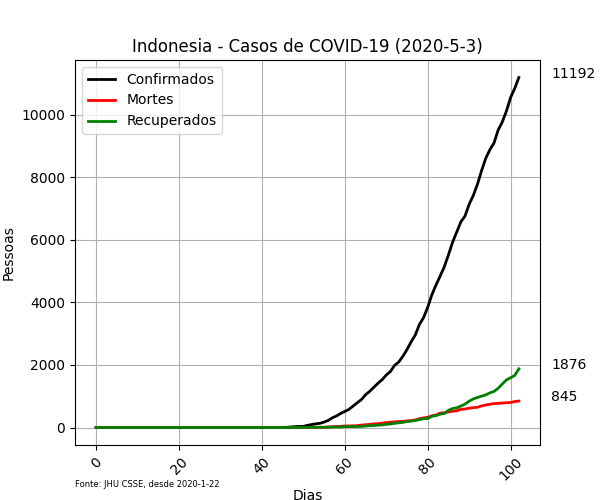 Indonesia - Casos de COVID-19 (2020-5-3)
Confirmados
Mortes
Recuperados
11192
1876
845
10000
8000
6000
4000
2000
0
Pessoas
0
20
40
60
80
100
Fonte: JHU CSSE, desde 2020-1-22
Dias